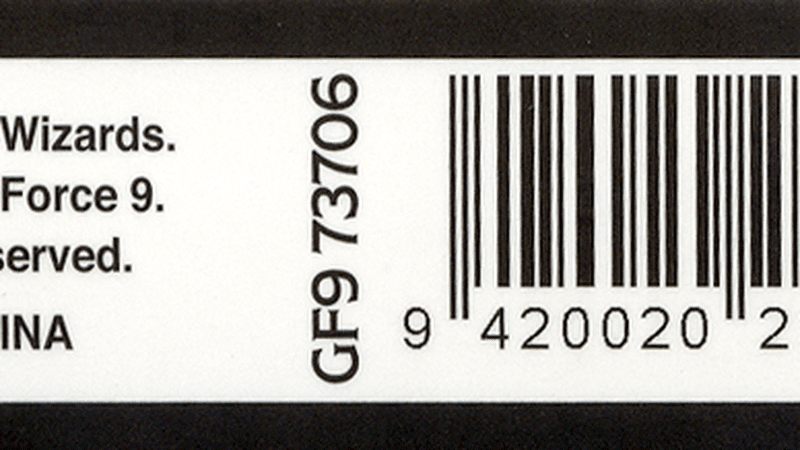 Wizards.
Force 9.
served.
INA
GF9 73706
9 420020 2